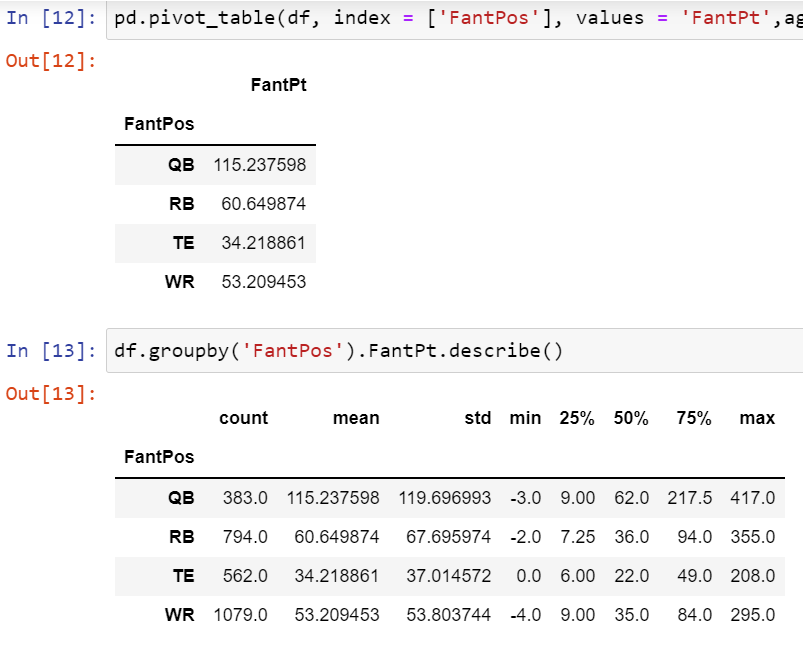 In [12]: pd.pivot_table(df, index = ['FantPos'], values = 'FantPt',ag
Out[12]:
FantPt
FantPos
QB 115.237598
RB 60.649874
TE 34.218861
WR 53.209453
In [13]: df.groupby('FantPos').FantPt.describe()
Out[13]:
count mean std min 25% 50% 75% max
FantPos
QB 383.0 115.237598 119.696993 -3.0 9.00 62.0 217.5 417.0
RB 794.0 60.649874 67.695974 -2.0 7.25 36.0 94.0 355.0
TE 562.0 34.218861 37.014572 0.0 6.00 22.0 49.0 208.0
WR 1079.0 53.209453 53.803744 -4.0 9.00 35.0 84.0 295.0